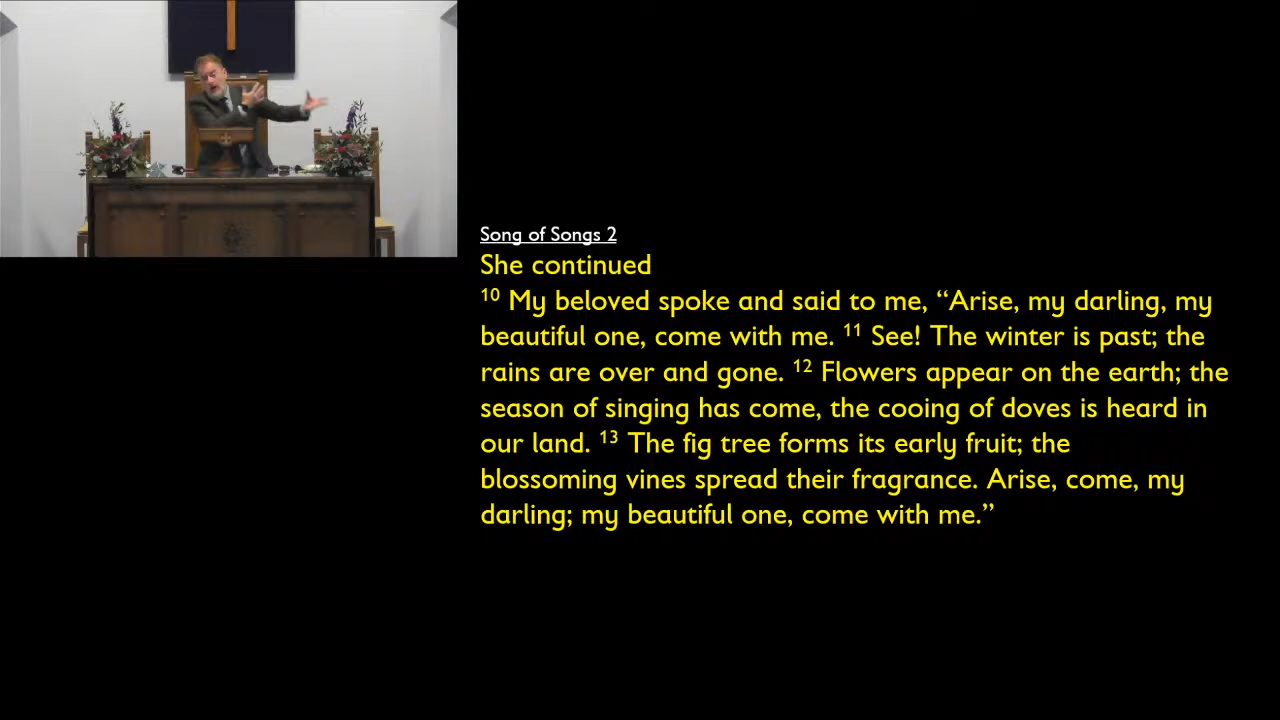 Song of Songs 2
She continued
10 My beloved spoke and said to me, “Arise, my darling, my
beautiful one, come with me. 11 See! The winter is past; the
rains are over and gone. 12 Flowers appear on the earth; the
season of singing has come, the cooing of doves is heard in
our land. 13 The fig tree forms its early fruit; the
blossoming vines spread their fragrance. Arise, come, my
darling; my beautiful one, come with me.”